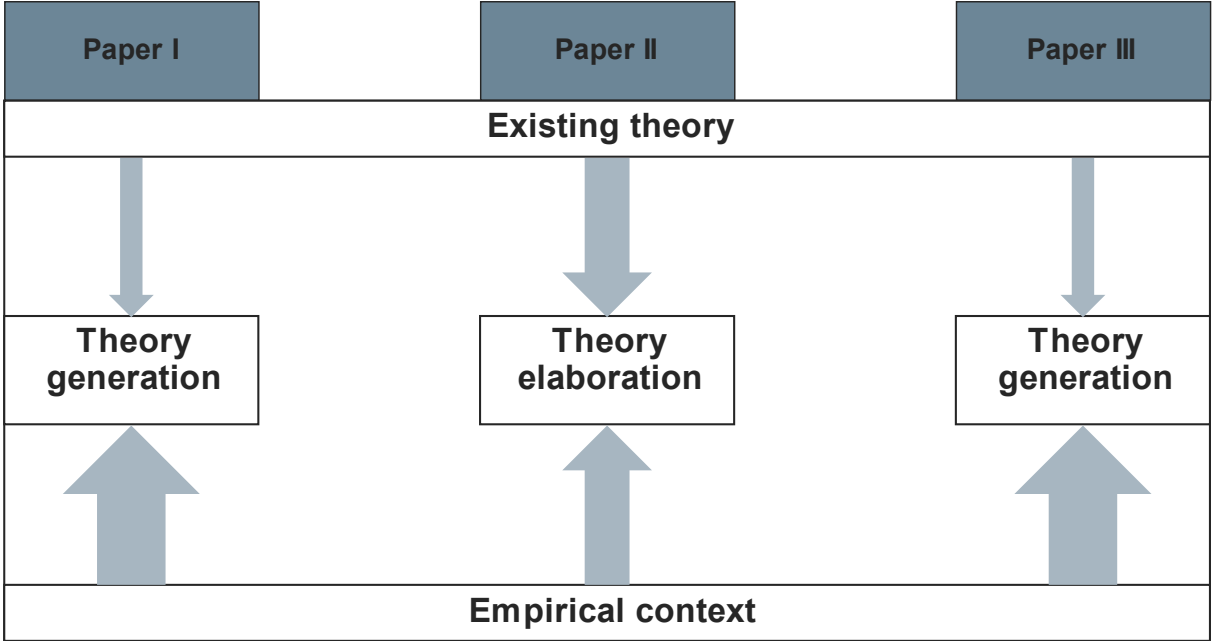 Paper I
Paper II
Paper III
Existing theory
Theory
generation
Theory
elaboration
Theory
generation
Empirical context